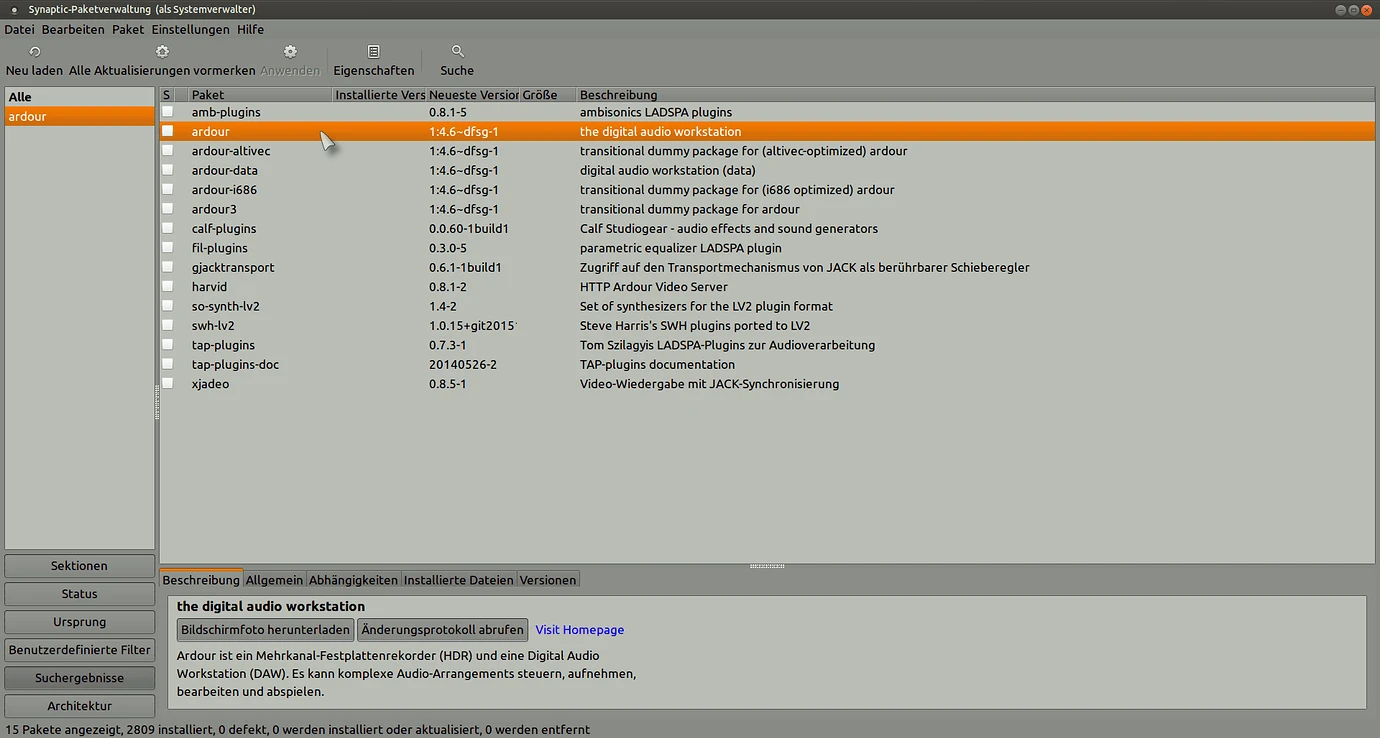 Synaptic-Paketverwaltung (als Systemverwalter)
Datei Bearbeiten Paket Einstellungen Hilfe
Neu laden Alle Aktualisierungen vormerken Anwenden Eigenschaften Suche
Alle
ardour
S Paket Installierte Vers Neueste Version Größe Beschreibung
amb-plugins 0.8.1-5 ambisonics LADSPA plugins
ardour 1:4.6~dfsg-1 the digital audio workstation
ardour-altivec 1:4.6~dfsg-1 transitional dummy package for (altivec-optimized) ardour
ardour-data 1:4.6~dfsg-1 digital audio workstation (data)
ardour-i686 1:4.6~dfsg-1 transitional dummy package for (i686 optimized) ardour
ardour3 1:4.6~dfsg-1 transitional dummy package for ardour
calf-plugins 0.0.60-1build1 Calf Studiogear - audio effects and sound generators
fil-plugins 0.3.0-5 parametric equalizer LADSPA plugin
gjacktransport 0.6.1-1build1 Zugriff auf den Transportmechanismus von JACK als berührbarer Schieberegler
harvid 0.8.1-2 HTTP Ardour Video Server
so-synth-lv2 1.4-2 Set of synthesizers for the LV2 plugin format
swh-lv2 1.0.15+git2015 Steve Harris's SWH plugins ported to LV2
tap-plugins 0.7.3-1 Tom Szilagyis LADSPA-Plugins zur Audioverarbeitung
tap-plugins-doc 20140526-2 TAP-plugins documentation
xjadeo 0.8.5-1 Video-Wiedergabe mit JACK-Synchronisierung
Sektionen
Status
Ursprung
Benutzerdefinierte Filter
Suchergebnisse
Architektur
Beschreibung Allgemein Abhängigkeiten Installierte Dateien Versionen
the digital audio workstation
Bildschirmfoto herunterladen Änderungsprotokoll abrufen Visit Homepage
Ardour ist ein Mehrkanal-Festplattenrekorder (HDR) und eine Digital Audio
Workstation (DAW). Es kann komplexe Audio-Arrangements steuern, aufnehmen,
bearbeiten und abspielen.
15 Pakete angezeigt, 2809 installiert, 0 defekt, 0 werden installiert oder aktualisiert, 0 werden entfernt